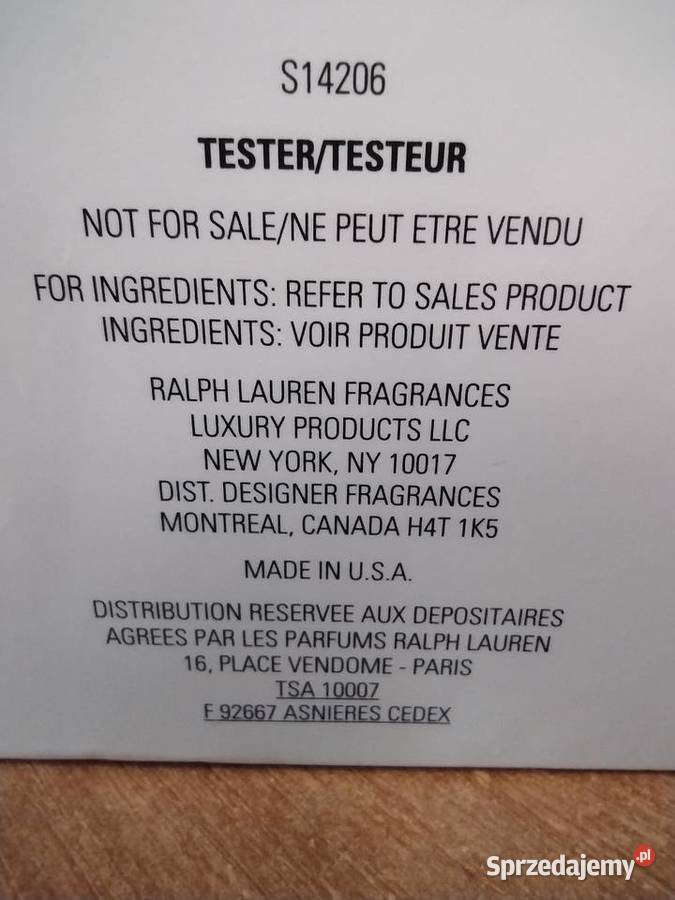 S14206
TESTER/TESTEUR
NOT FOR SALE/NE PEUT ETRE VENDU
FOR INGREDIENTS: REFER TO SALES PRODUCT
INGREDIENTS: VOIR PRODUIT VENTE
RALPH LAUREN FRAGRANCES
LUXURY PRODUCTS LLC
NEW YORK, NY 10017
DIST. DESIGNER FRAGRANCES
MONTREAL, CANADA H4T 1K5
MADE IN U.S.A.
DISTRIBUTION RESERVEE AUX DEPOSITAIRES
AGREES PAR LES PARFUMS RALPH LAUREN
16, PLACE VENDOME - PARIS
TSA 10007
F 92667 ASNIERES CEDEX
Sprzedajemy.pl